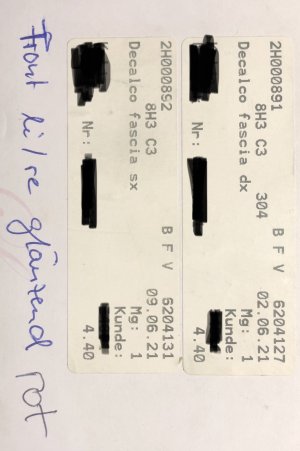 2H000891 B F V 6204127
8H3 C3 304 02.06.21
Decalco fascia dx Mg: 1
Kunde:
Nr: 4.40
2H000892 B F V 6204131
8H3 C3 09.06.21
Decalco fascia sx Mg: 1
Kunde:
Nr: 4.40
Front li/re glänzend rot